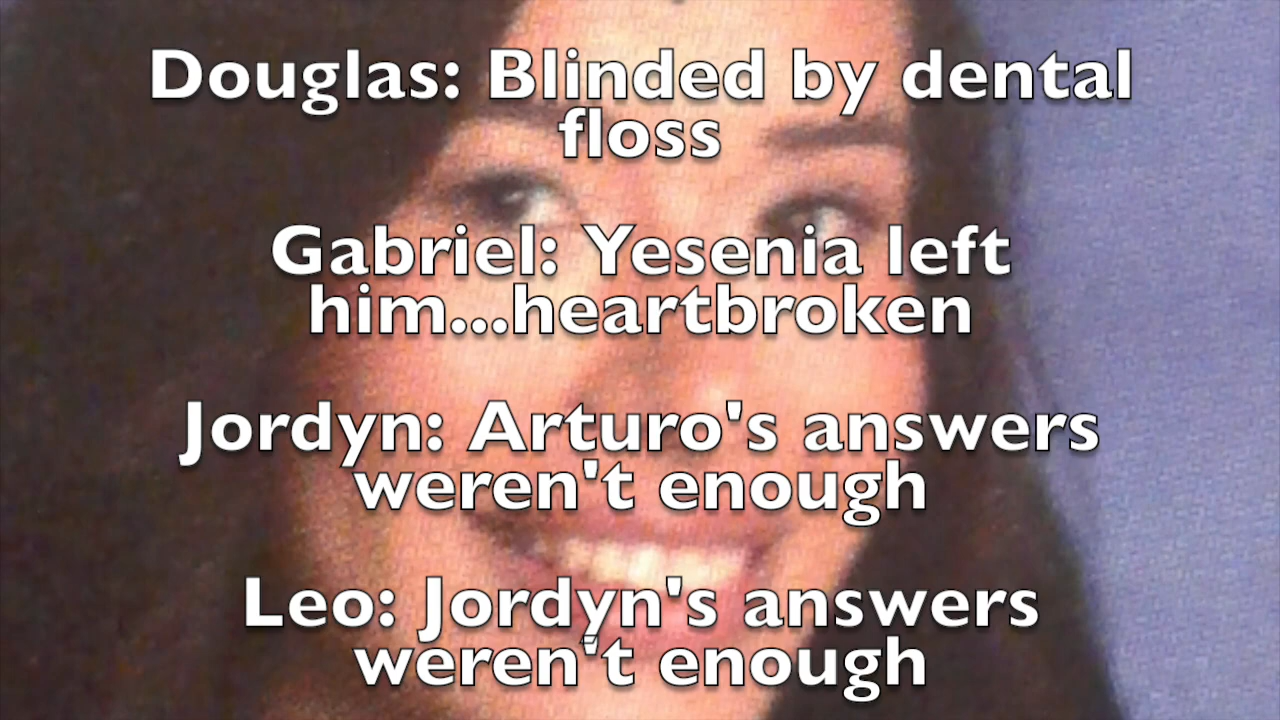 Douglas: Blinded by dental
floss
Gabriel: Yesenia left
him...heartbroken
Jordyn: Arturo's answers
weren't enough
Leo: Jordyn's answers
weren't enough